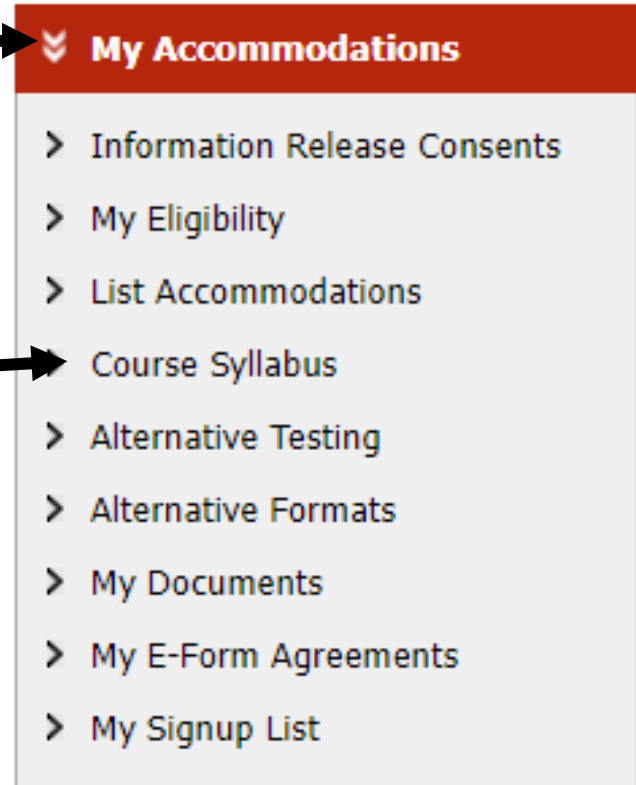 My Accommodations
Information Release Consents
My Eligibility
List Accommodations
Course Syllabus
Alternative Testing
Alternative Formats
My Documents
My E-Form Agreements
My Signup List